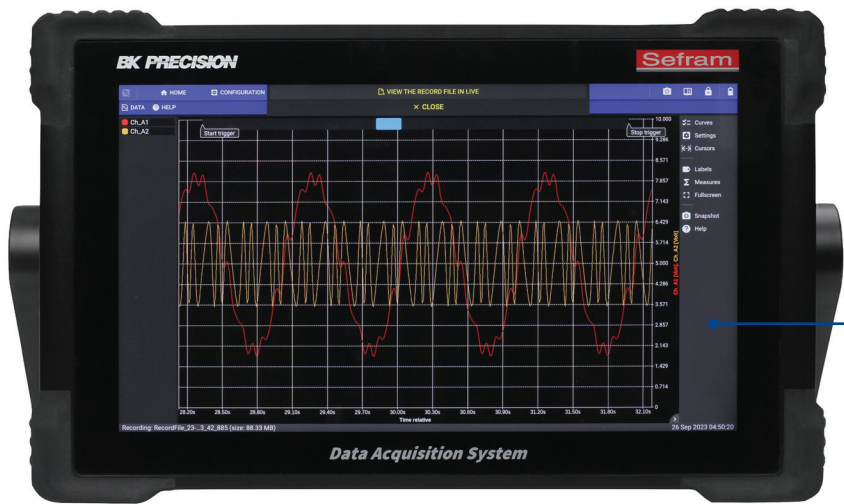 BK PRECISION
Sefram
HOME
CONFIGURATION
VIEW THE RECORD FILE IN LIVE
DATA
HELP
× CLOSE
Ch_A1
Ch_A2
Start trigger
Stop trigger
10.000
9.286
8.571
7.857
7.143
6.429
5.714
5.000
4.286
3.571
2.857
2.143
1.429
0.714
0
Ch_A1 [Volt] Ch_A2 [Volt]
Curves
Settings
Cursors
Labels
Measures
Fullscreen
Snapshot
Help
28.20s 28.50s 28.80s 29.10s 29.40s 29.70s 30.00s 30.30s 30.60s 30.90s 31.20s 31.50s 31.80s 32.10s
Time relative
Recording: RecordFile_23-...3_42_885 (size: 88.33 MB)
26 Sep 2023 04:50:20
Data Acquisition System